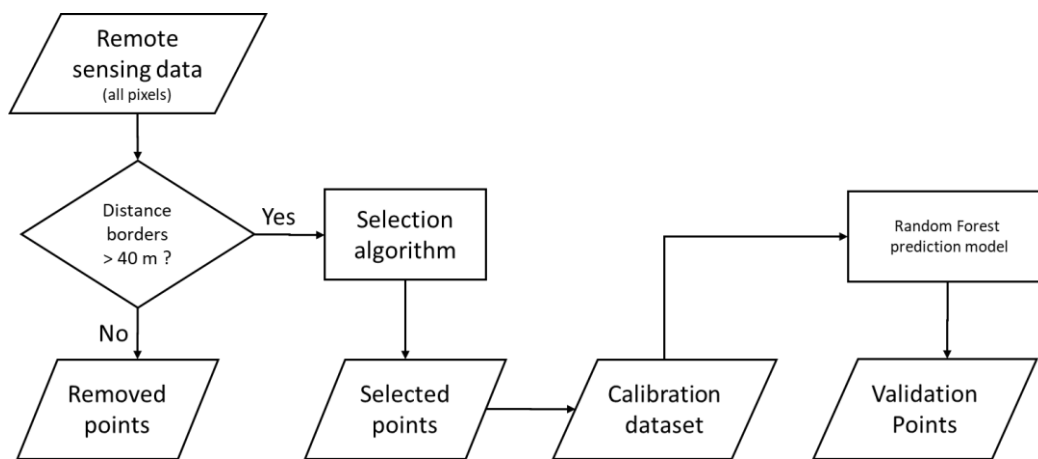 Remote
sensing data
(all pixels)
Distance
borders
> 40 m ?
Yes
Selection
algorithm
Random Forest
prediction model
No
Removed
points
Selected
points
Calibration
dataset
Validation
Points